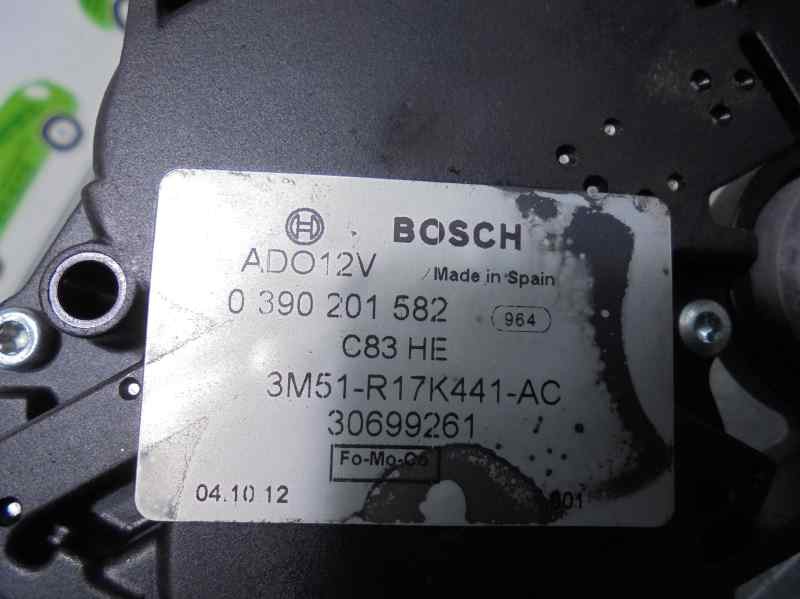 BOSCH
ADO12V
Made in Spain
0 390 201 582
964
C83 HE
3M51-R17K441-AC
30699261
Fo-Mo-Co
04.10 12
001